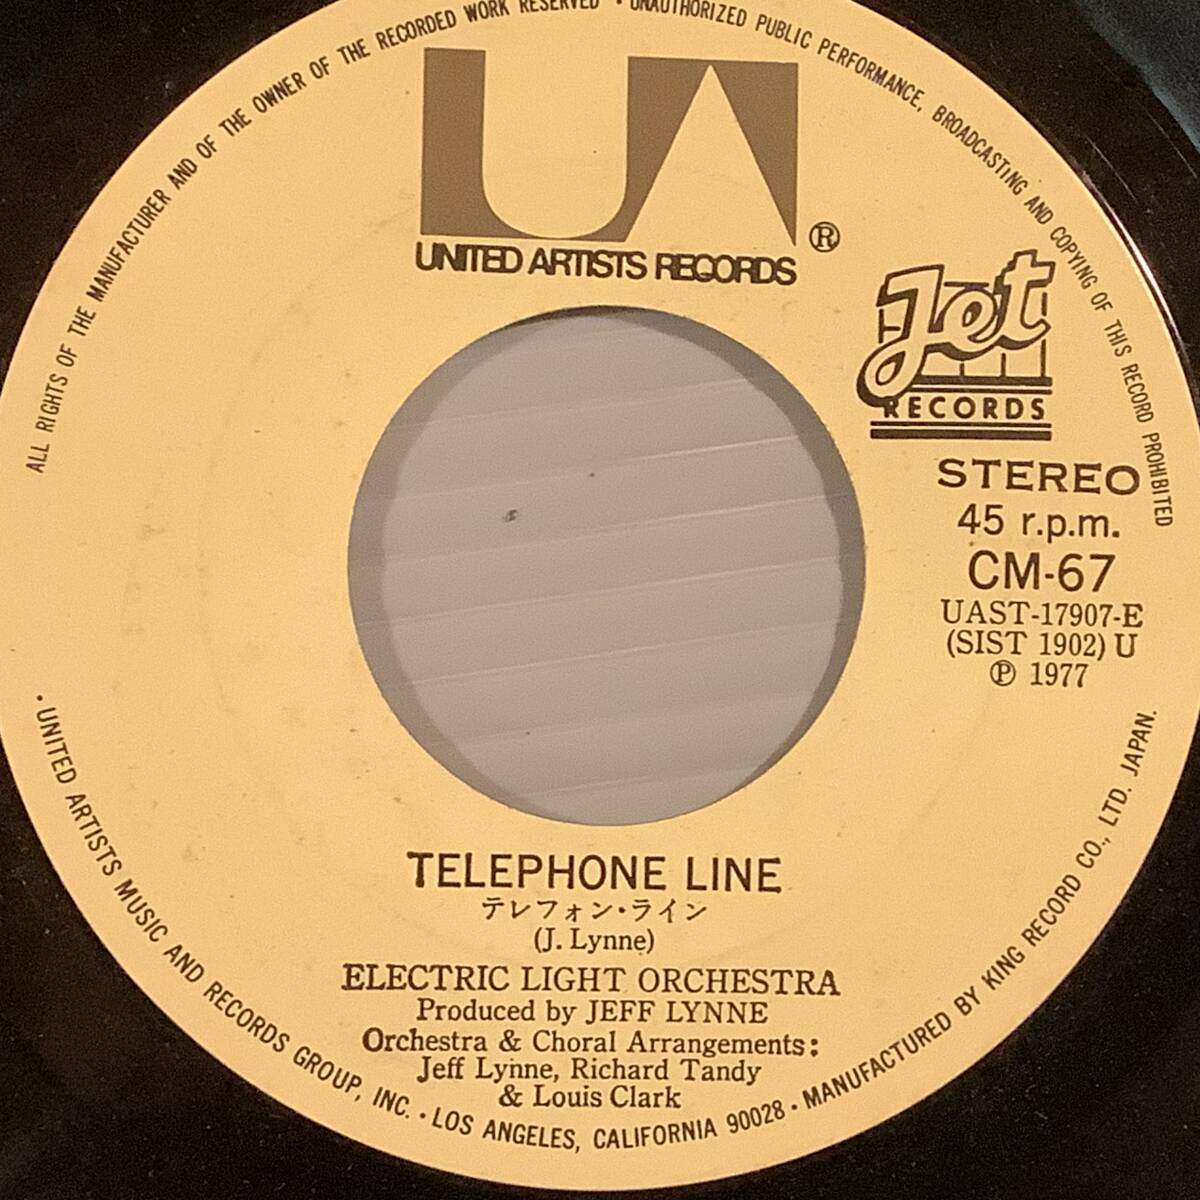 ALL RIGHTS OF THE MANUFACTURER AND OF THE OWNER OF THE RECORDED WORK RESERVED • UNAUTHORIZED PUBLIC PERFORMANCE, BROADCASTING AND COPYING OF THIS RECORD PROHIBITED
UA ®
UNITED ARTISTS RECORDS
Jet
RECORDS
STEREO
45 r.p.m.
CM-67
UAST-17907-E
(SIST 1902) U
℗ 1977
TELEPHONE LINE
テレフォン・ライン
(J. Lynne)
ELECTRIC LIGHT ORCHESTRA
Produced by JEFF LYNNE
Orchestra & Choral Arrangements:
Jeff Lynne, Richard Tandy
& Louis Clark
• UNITED ARTISTS MUSIC AND RECORDS GROUP, INC. • LOS ANGELES, CALIFORNIA 90028 • MANUFACTURED BY KING RECORD CO., LTD. JAPAN.